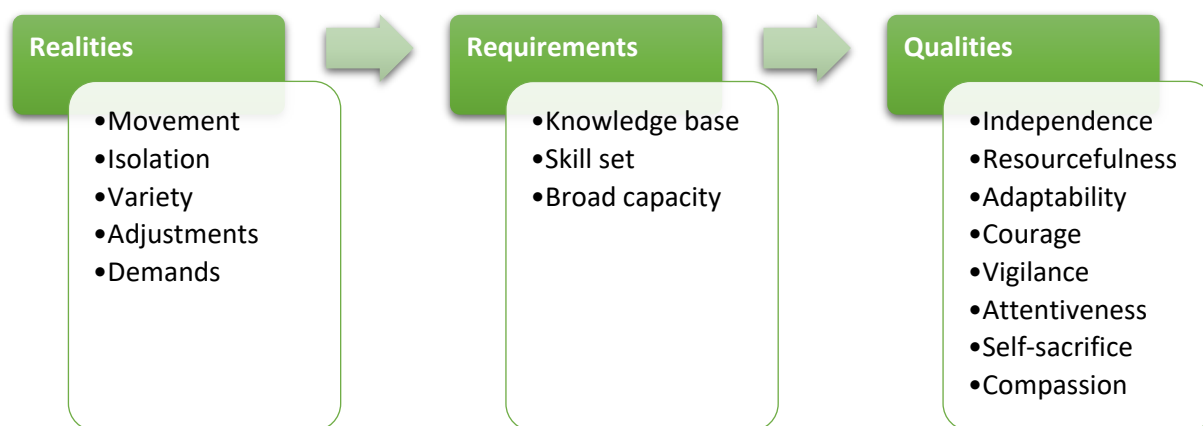 Realities
•Movement
•Isolation
•Variety
•Adjustments
•Demands
Requirements
•Knowledge base
•Skill set
•Broad capacity
Qualities
•Independence
•Resourcefulness
•Adaptability
•Courage
•Vigilance
•Attentiveness
•Self-sacrifice
•Compassion